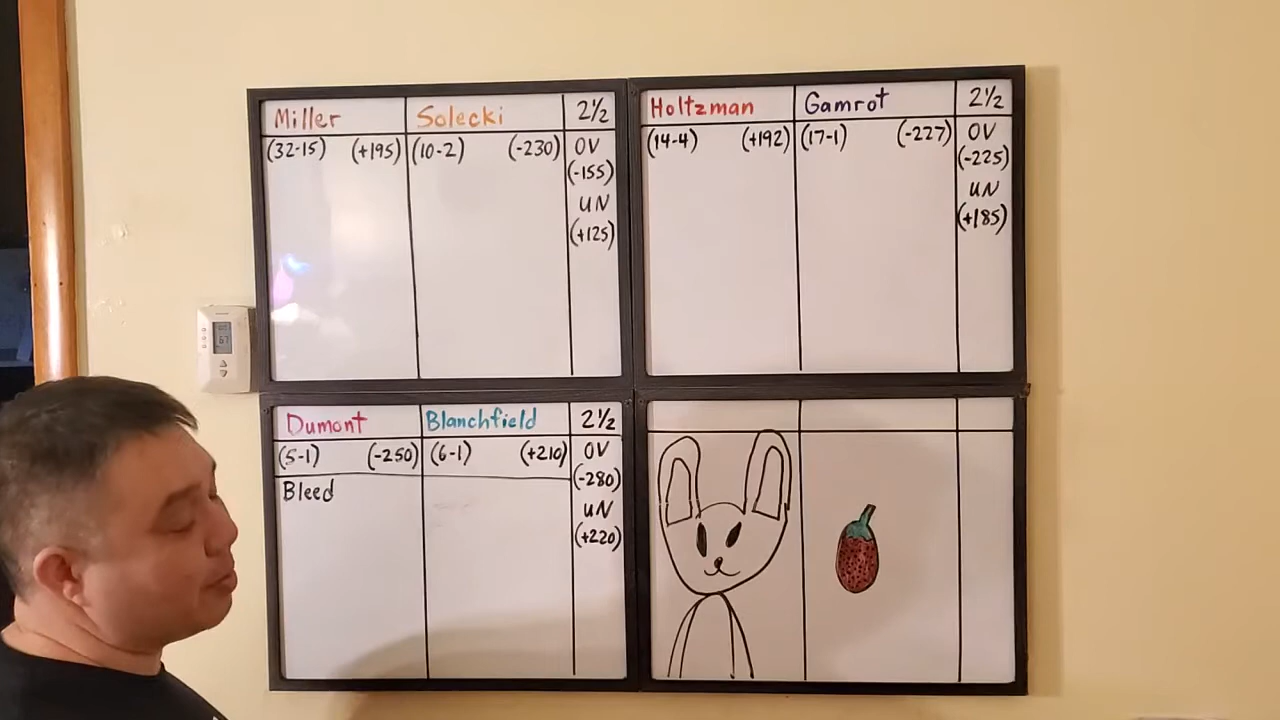 Miller Solecki 2½
(32-15) (+195) (10-2) (-230) OV
(-155)
UN
(+125)
Holtzman Gamrot 2½
(14-4) (+192) (17-1) (-227) OV
(-225)
UN
(+185)
Dumont Blanchfield 2½
(5-1) (-250) (6-1) (+210) OV
(-280)
Bleed
UN
(+220)